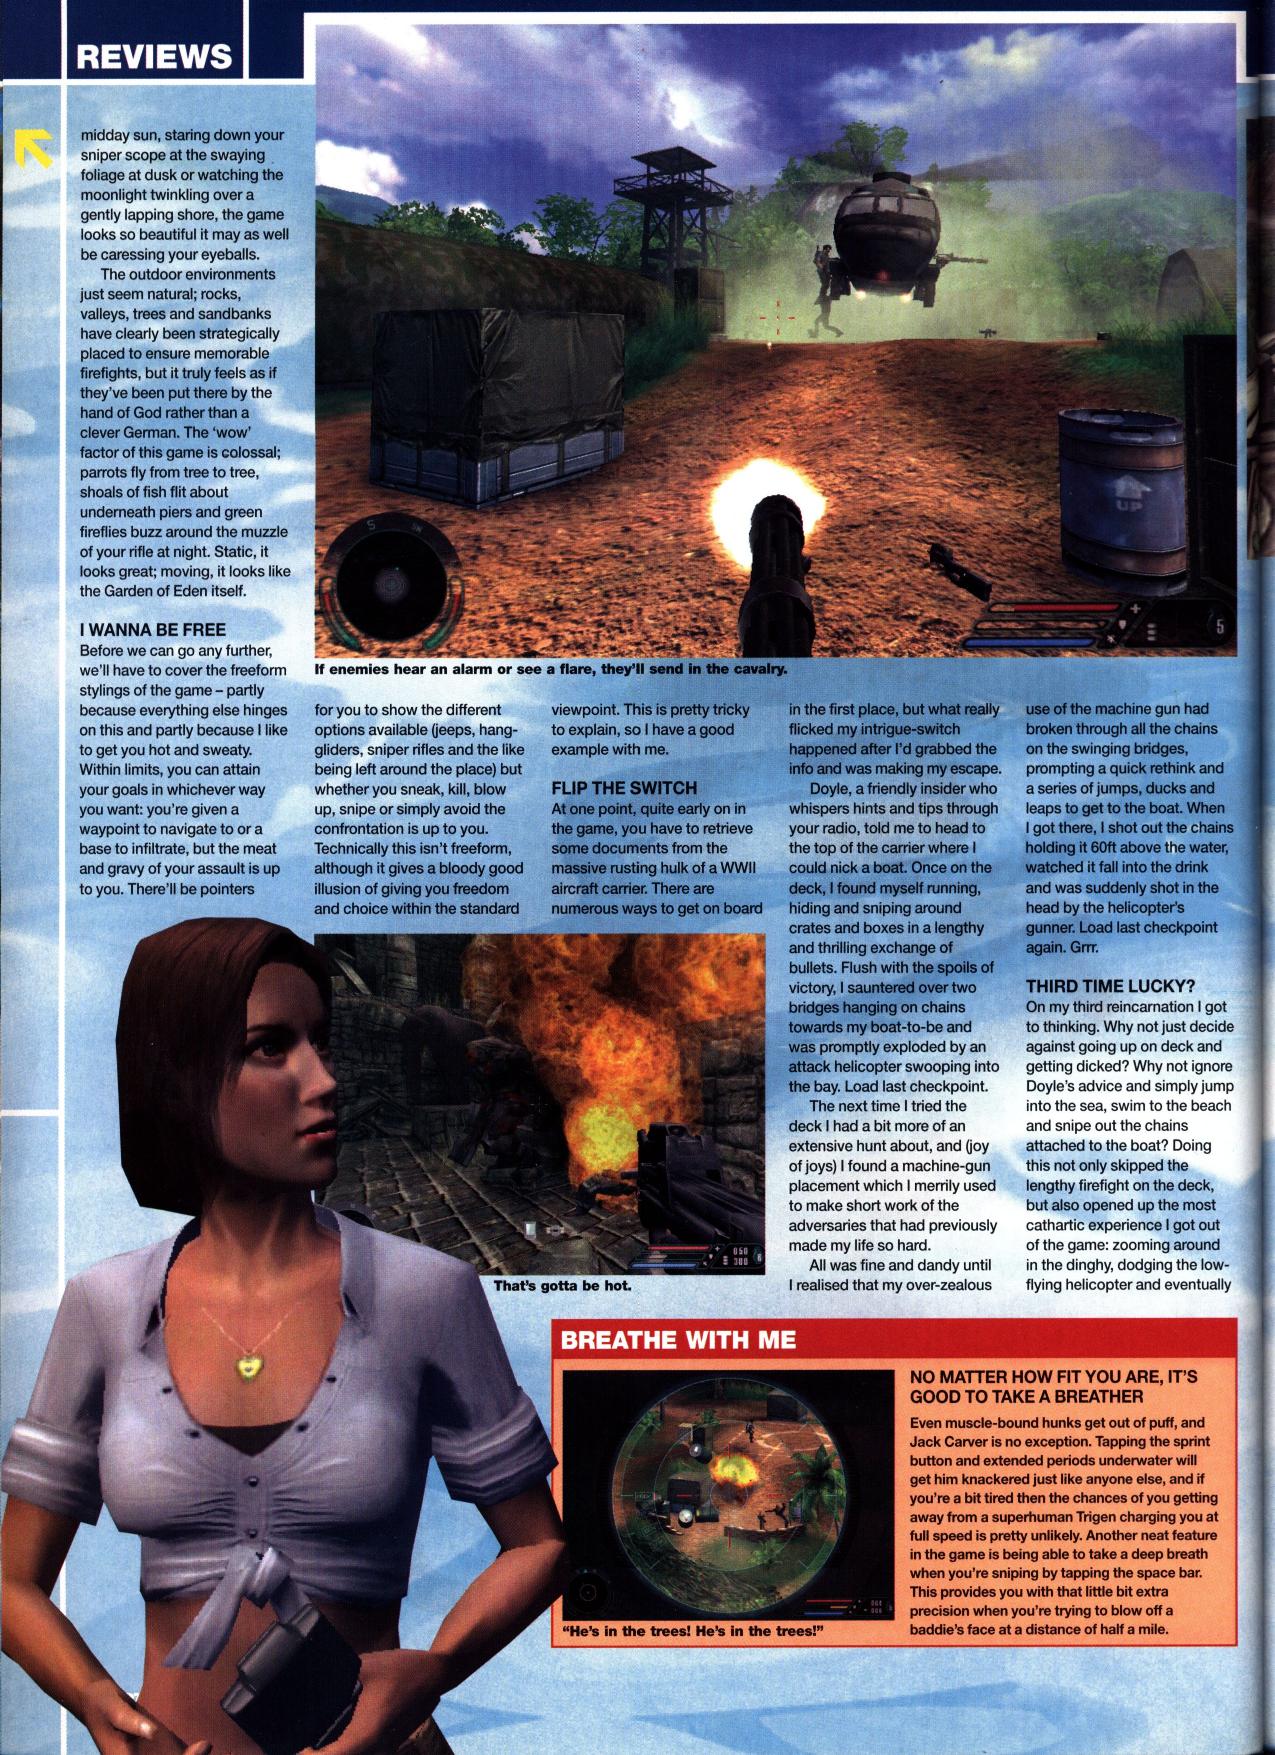 REVIEWS
midday sun, staring down your
sniper scope at the swaying
foliage at dusk or watching the
moonlight twinkling over a
gently lapping shore, the game
looks so beautiful it may as well
be caressing your eyeballs.
The outdoor environments
just seem natural; rocks,
valleys, trees and sandbanks
have clearly been strategically
placed to ensure memorable
firefights, but it truly feels as if
they've been put there by the
hand of God rather than a
clever German. The 'wow'
factor of this game is colossal;
parrots fly from tree to tree,
shoals of fish flit about
underneath piers and green
fireflies buzz around the muzzle
of your rifle at night. Static, it
looks great; moving, it looks like
the Garden of Eden itself.
I WANNA BE FREE
Before we can go any further,
we'll have to cover the freeform
stylings of the game – partly
because everything else hinges
on this and partly because I like
to get you hot and sweaty.
Within limits, you can attain
your goals in whichever way
you want: you're given a
waypoint to navigate to or a
base to infiltrate, but the meat
and gravy of your assault is up
to you. There'll be pointers
S
SW
UP
5
If enemies hear an alarm or see a flare, they'll send in the cavalry.
for you to show the different
options available (jeeps, hang-
gliders, sniper rifles and the like
being left around the place) but
whether you sneak, kill, blow
up, snipe or simply avoid the
confrontation is up to you.
Technically this isn't freeform,
although it gives a bloody good
illusion of giving you freedom
and choice within the standard
viewpoint. This is pretty tricky
to explain, so I have a good
example with me.
FLIP THE SWITCH
At one point, quite early on in
the game, you have to retrieve
some documents from the
massive rusting hulk of a WWII
aircraft carrier. There are
numerous ways to get on board
in the first place, but what really
flicked my intrigue-switch
happened after I'd grabbed the
info and was making my escape.
Doyle, a friendly insider who
whispers hints and tips through
your radio, told me to head to
the top of the carrier where I
could nick a boat. Once on the
deck, I found myself running,
hiding and sniping around
crates and boxes in a lengthy
and thrilling exchange of
bullets. Flush with the spoils of
victory, I sauntered over two
bridges hanging on chains
towards my boat-to-be and
was promptly exploded by an
attack helicopter swooping into
the bay. Load last checkpoint.
The next time I tried the
deck I had a bit more of an
extensive hunt about, and (joy
of joys) I found a machine-gun
placement which I merrily used
to make short work of the
adversaries that had previously
made my life so hard.
All was fine and dandy until
I realised that my over-zealous
use of the machine gun had
broken through all the chains
on the swinging bridges,
prompting a quick rethink and
a series of jumps, ducks and
leaps to get to the boat. When
I got there, I shot out the chains
holding it 60ft above the water,
watched it fall into the drink
and was suddenly shot in the
head by the helicopter's
gunner. Load last checkpoint
again. Grrr.
THIRD TIME LUCKY?
On my third reincarnation I got
to thinking. Why not just decide
against going up on deck and
getting dicked? Why not ignore
Doyle's advice and simply jump
into the sea, swim to the beach
and snipe out the chains
attached to the boat? Doing
this not only skipped the
lengthy firefight on the deck,
but also opened up the most
cathartic experience I got out
of the game: zooming around
in the dinghy, dodging the low-
flying helicopter and eventually
That's gotta be hot.
BREATHE WITH ME
"He's in the trees! He's in the trees!"
NO MATTER HOW FIT YOU ARE, IT'S
GOOD TO TAKE A BREATHER
Even muscle-bound hunks get out of puff, and
Jack Carver is no exception. Tapping the sprint
button and extended periods underwater will
get him knackered just like anyone else, and if
you're a bit tired then the chances of you getting
away from a superhuman Trigen charging you at
full speed is pretty unlikely. Another neat feature
in the game is being able to take a deep breath
when you're sniping by tapping the space bar.
This provides you with that little bit extra
precision when you're trying to blow off a
baddie's face at a distance of half a mile.